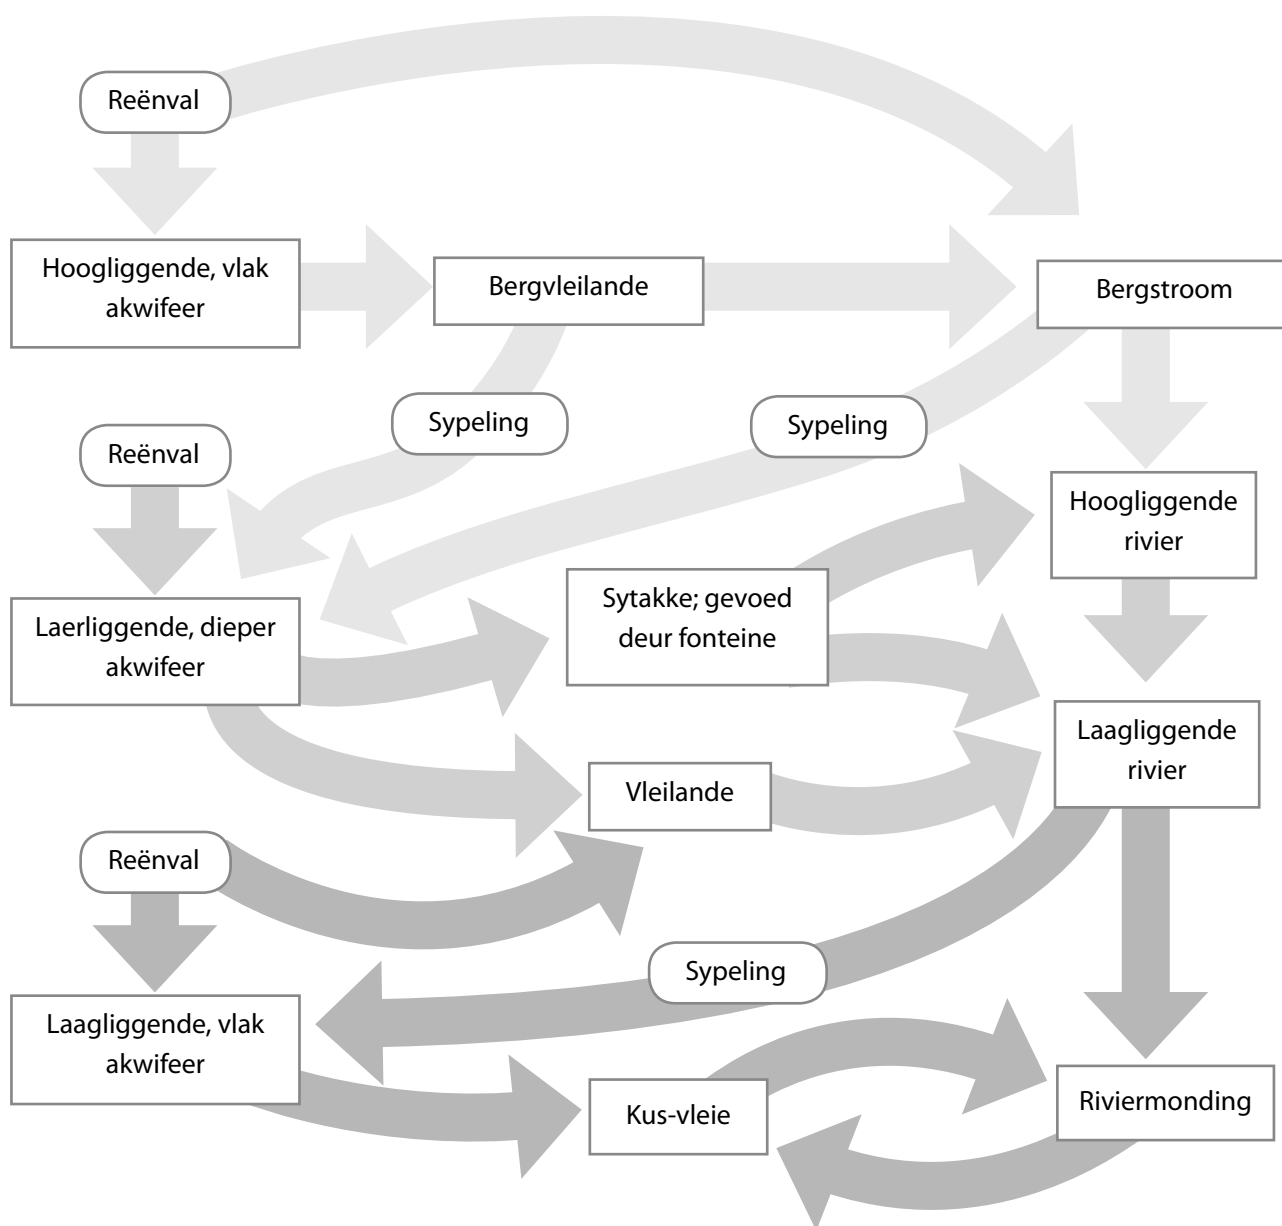 Reënval
Hoogliggende, vlak
akwifeer
Bergvleilande
Bergstroom
Sypeling
Sypeling
Reënval
Hoogliggende
rivier
Laerliggende, dieper
akwifeer
Sytakke; gevoed
deur fonteine
Laagliggende
rivier
Vleilande
Reënval
Sypeling
Laagliggende, vlak
akwifeer
Kus-vleie
Riviermonding